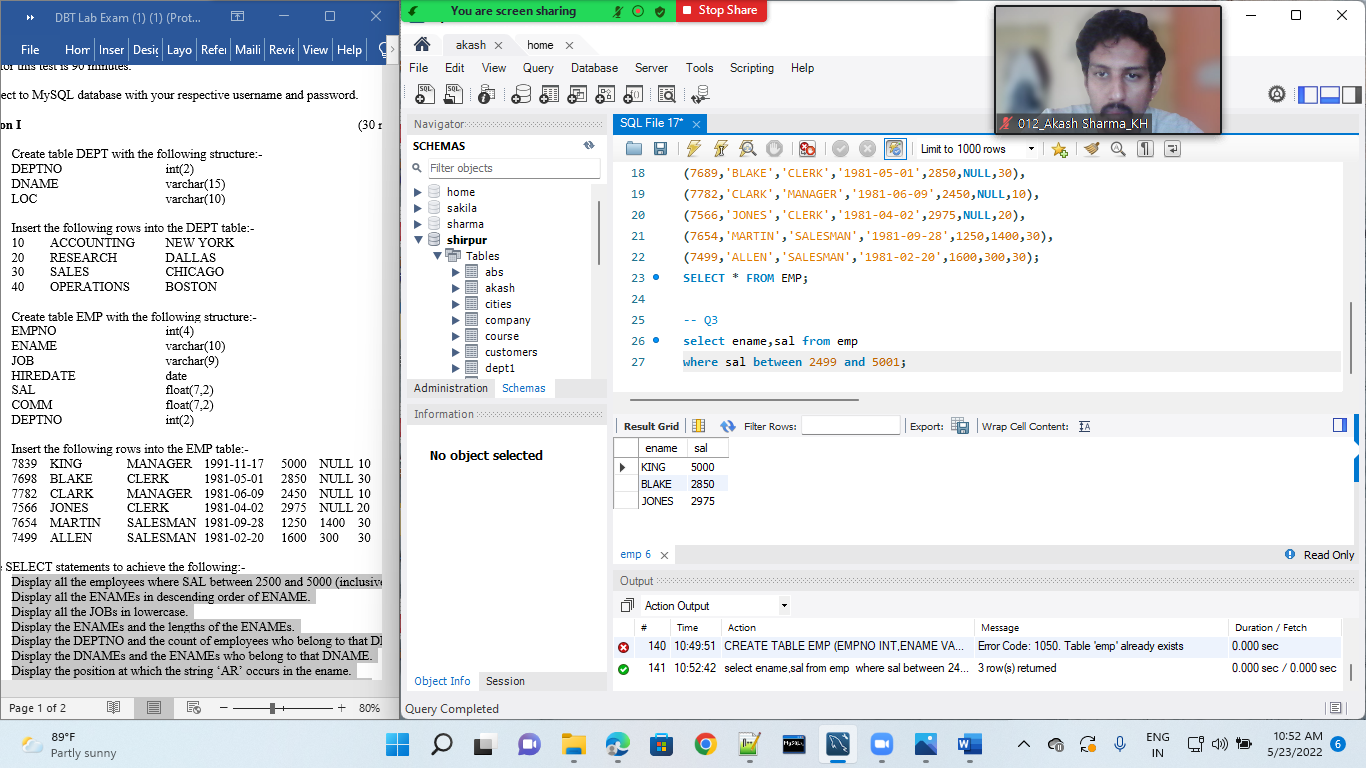 DBT Lab Exam (1) (1) (Prot...
File Hor Inser Desig Layo Refer Maili Revie View Help
for this test is 90 minutes.
ect to MySQL database with your respective username and password.
on I (30 r
Create table DEPT with the following structure:-
DEPTNO int(2)
DNAME varchar(15)
LOC varchar(10)
Insert the following rows into the DEPT table:-
10 ACCOUNTING NEW YORK
20 RESEARCH DALLAS
30 SALES CHICAGO
40 OPERATIONS BOSTON
Create table EMP with the following structure:-
EMPNO int(4)
ENAME varchar(10)
JOB varchar(9)
HIREDATE date
SAL float(7,2)
COMM float(7,2)
DEPTNO int(2)
Insert the following rows into the EMP table:-
7839 KING MANAGER 1991-11-17 5000 NULL 10
7698 BLAKE CLERK 1981-05-01 2850 NULL 30
7782 CLARK MANAGER 1981-06-09 2450 NULL 10
7566 JONES CLERK 1981-04-02 2975 NULL 20
7654 MARTIN SALESMAN 1981-09-28 1250 1400 30
7499 ALLEN SALESMAN 1981-02-20 1600 300 30
SELECT statements to achieve the following:-
Display all the employees where SAL between 2500 and 5000 (inclusive
Display all the ENAMEs in descending order of ENAME.
Display all the JOBs in lowercase.
Display the ENAMEs and the lengths of the ENAMEs.
Display the DEPTNO and the count of employees who belong to that DE
Display the DNAMEs and the ENAMEs who belong to that DNAME.
Display the position at which the string ‘AR’ occurs in the ename.
Page 1 of 2 80%
You are screen sharing Stop Share
akash home
File Edit View Query Database Server Tools Scripting Help
012_Akash Sharma_KH
Navigator
SCHEMAS
Filter objects
home
sakila
sharma
shirpur
Tables
abs
akash
cities
company
course
customers
dept1
Administration Schemas
Information
No object selected
Object Info Session
Query Completed
SQL File 17*
Limit to 1000 rows
18 (7689,'BLAKE','CLERK','1981-05-01',2850,NULL,30),
19 (7782,'CLARK','MANAGER','1981-06-09',2450,NULL,10),
20 (7566,'JONES','CLERK','1981-04-02',2975,NULL,20),
21 (7654,'MARTIN','SALESMAN','1981-09-28',1250,1400,30),
22 (7499,'ALLEN','SALESMAN','1981-02-20',1600,300,30);
23 SELECT * FROM EMP;
24
25 -- Q3
26 select ename,sal from emp
27 where sal between 2499 and 5001;
Result Grid Filter Rows: Export: Wrap Cell Content:
ename sal
KING 5000
BLAKE 2850
JONES 2975
emp 6 Read Only
Output
Action Output
# Time Action Message Duration / Fetch
140 10:49:51 CREATE TABLE EMP (EMPNO INT,ENAME VA... Error Code: 1050. Table 'emp' already exists 0.000 sec
141 10:52:42 select ename,sal from emp where sal between 24... 3 row(s) returned 0.000 sec / 0.000 sec
89°F
Partly sunny
ENG
IN
10:52 AM
5/23/2022
6